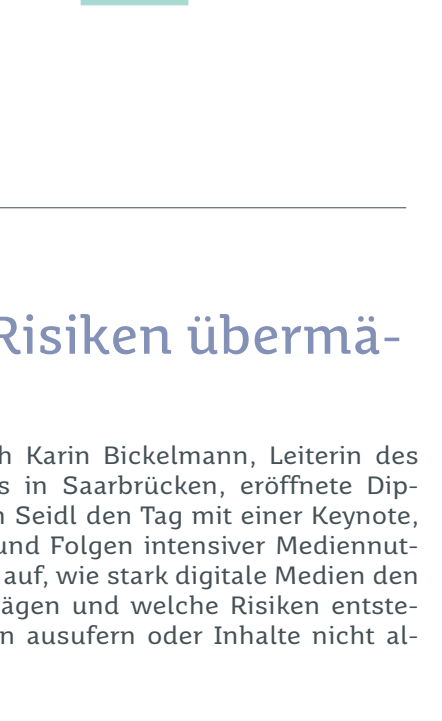 Risiken übermä-
h Karin Bickelmann, Leiterin des
s in Saarbrücken, eröffnete Dip-
n Seidl den Tag mit einer Keynote,
und Folgen intensiver Mediennut-
auf, wie stark digitale Medien den
ägen und welche Risiken entste-
n ausufern oder Inhalte nicht al-